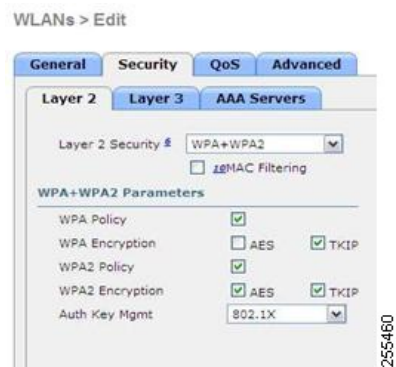 WLANs > Edit
General Security QoS Advanced
Layer 2 Layer 3 AAA Servers
Layer 2 Security 6 WPA+WPA2
10 MAC Filtering
WPA+WPA2 Parameters
WPA Policy
WPA Encryption AES TKIP
WPA2 Policy
WPA2 Encryption AES TKIP
Auth Key Mgmt 802.1X
255460